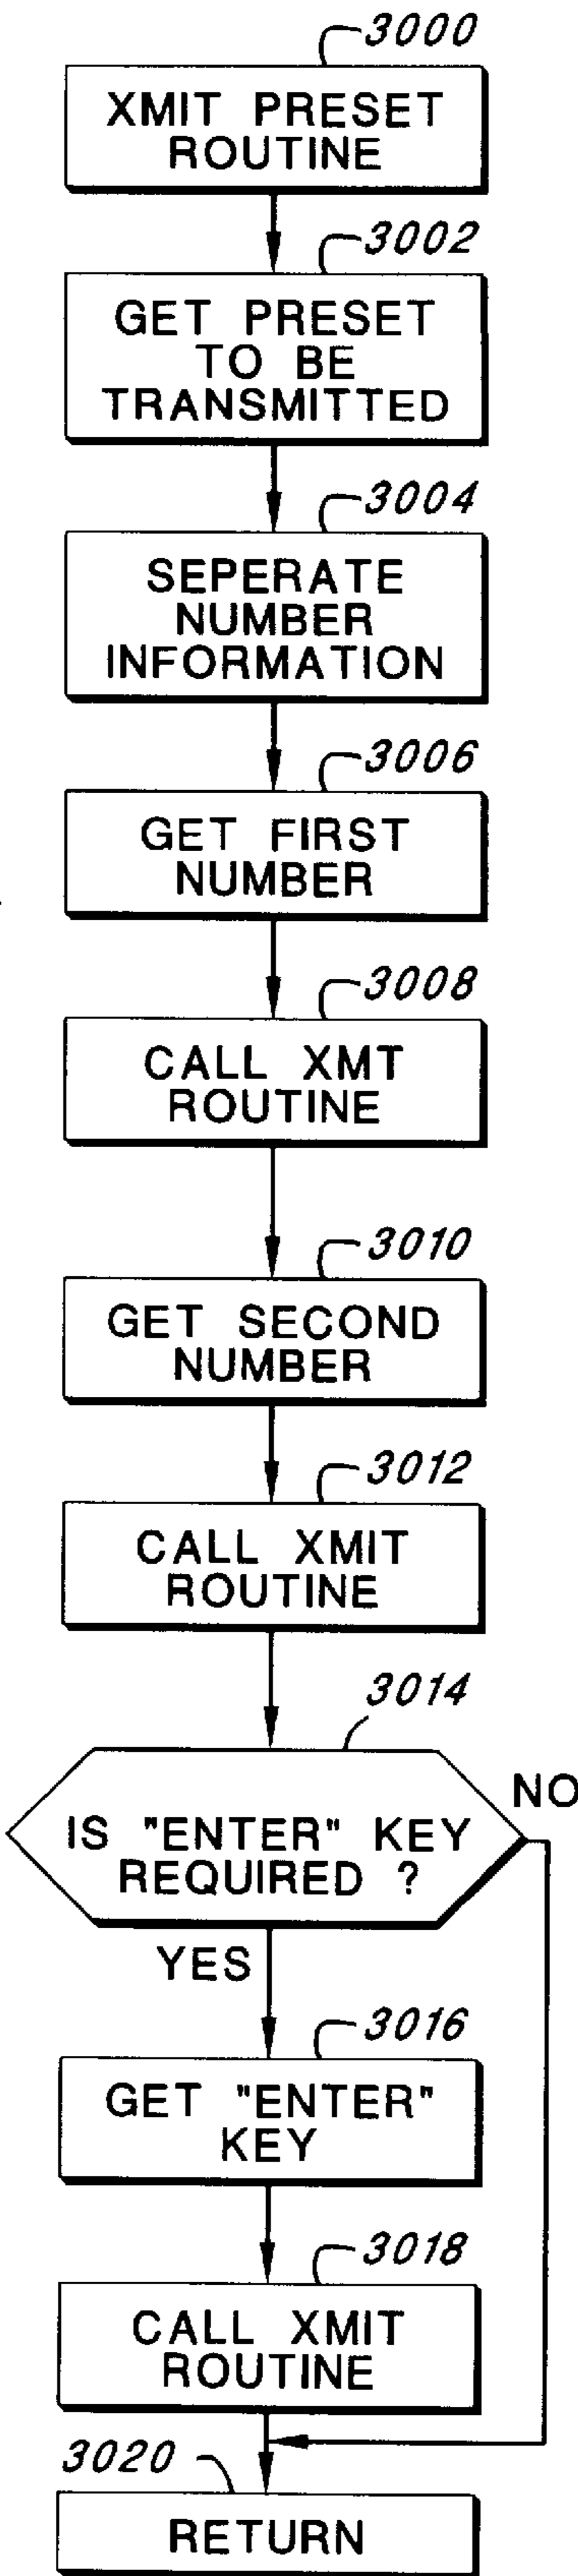 3000
XMIT PRESET
ROUTINE
3002
GET PRESET
TO BE
TRANSMITTED
3004
SEPERATE
NUMBER
INFORMATION
3006
GET FIRST
NUMBER
3008
CALL XMT
ROUTINE
3010
GET SECOND
NUMBER
3012
CALL XMIT
ROUTINE
3014
NO
IS "ENTER" KEY
REQUIRED ?
YES
3016
GET "ENTER"
KEY
3018
CALL XMIT
ROUTINE
3020
RETURN